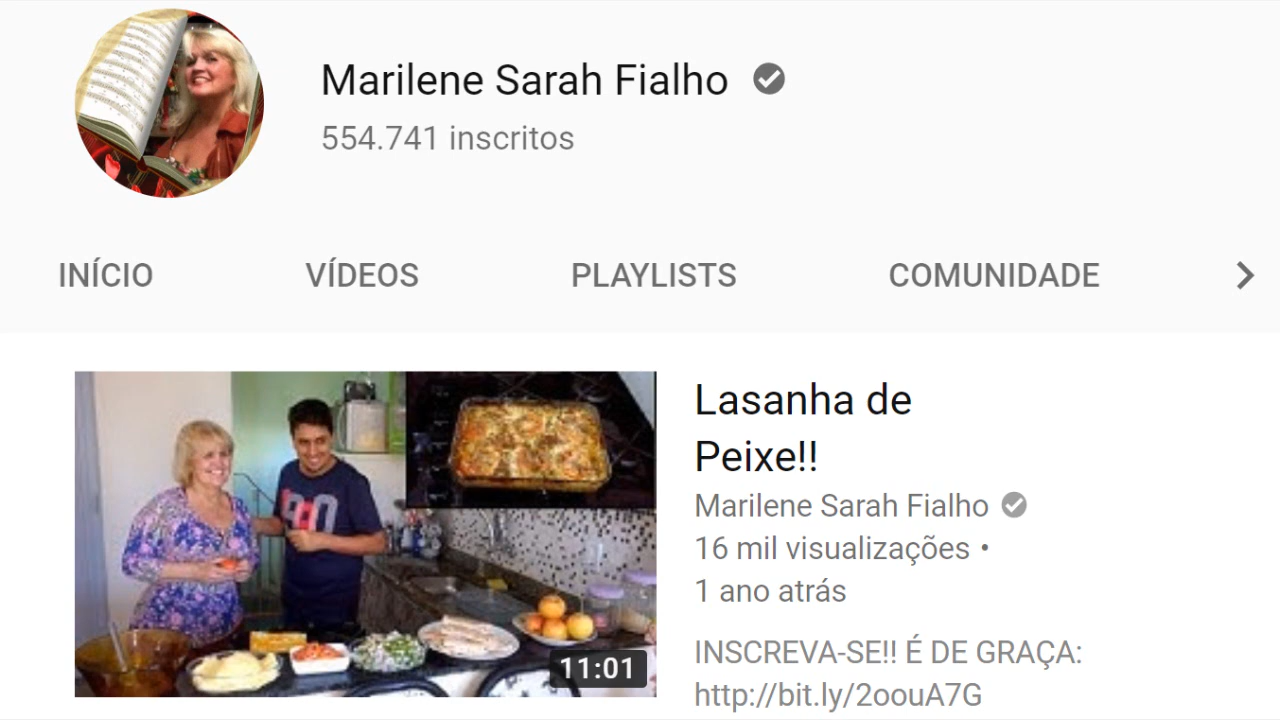 Marilene Sarah Fialho
554.741 inscritos
INÍCIO VÍDEOS PLAYLISTS COMUNIDADE
Lasanha de
Peixe!!
Marilene Sarah Fialho
16 mil visualizações •
1 ano atrás
11:01
INSCREVA-SE!! É DE GRAÇA:
http://bit.ly/2oouA7G